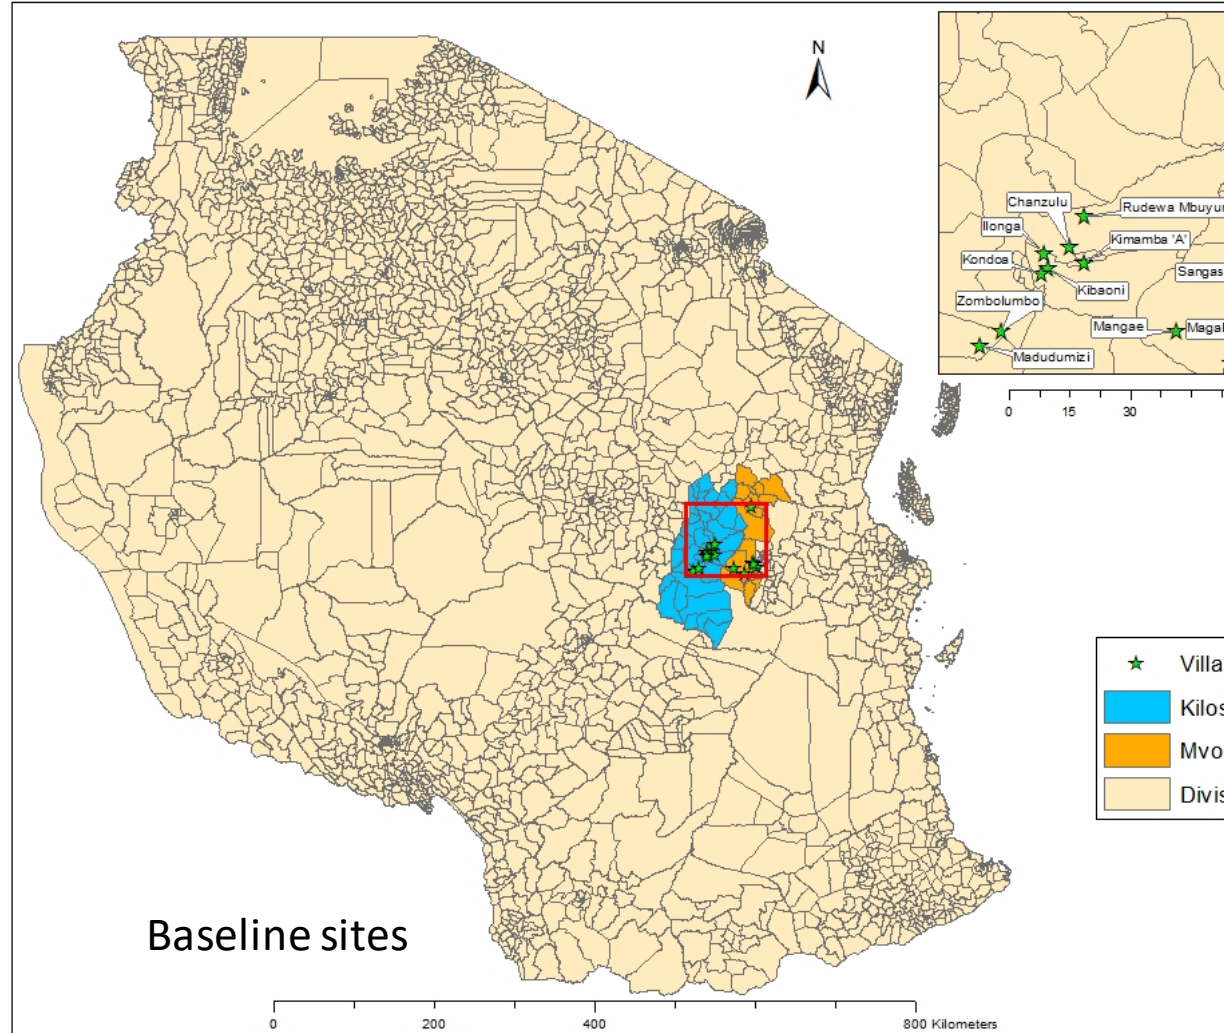 N
Chanzulu
Rudewa Mbuyu
Ilonga
Kimamba 'A'
Kondoa
Sangas
Kibaoni
Zombolumbo
Mangae
Magal
Madudumizi
0 15 30
Villa
Kilos
Mvo
Divis
Baseline sites
0 200 400 800 Kilometers